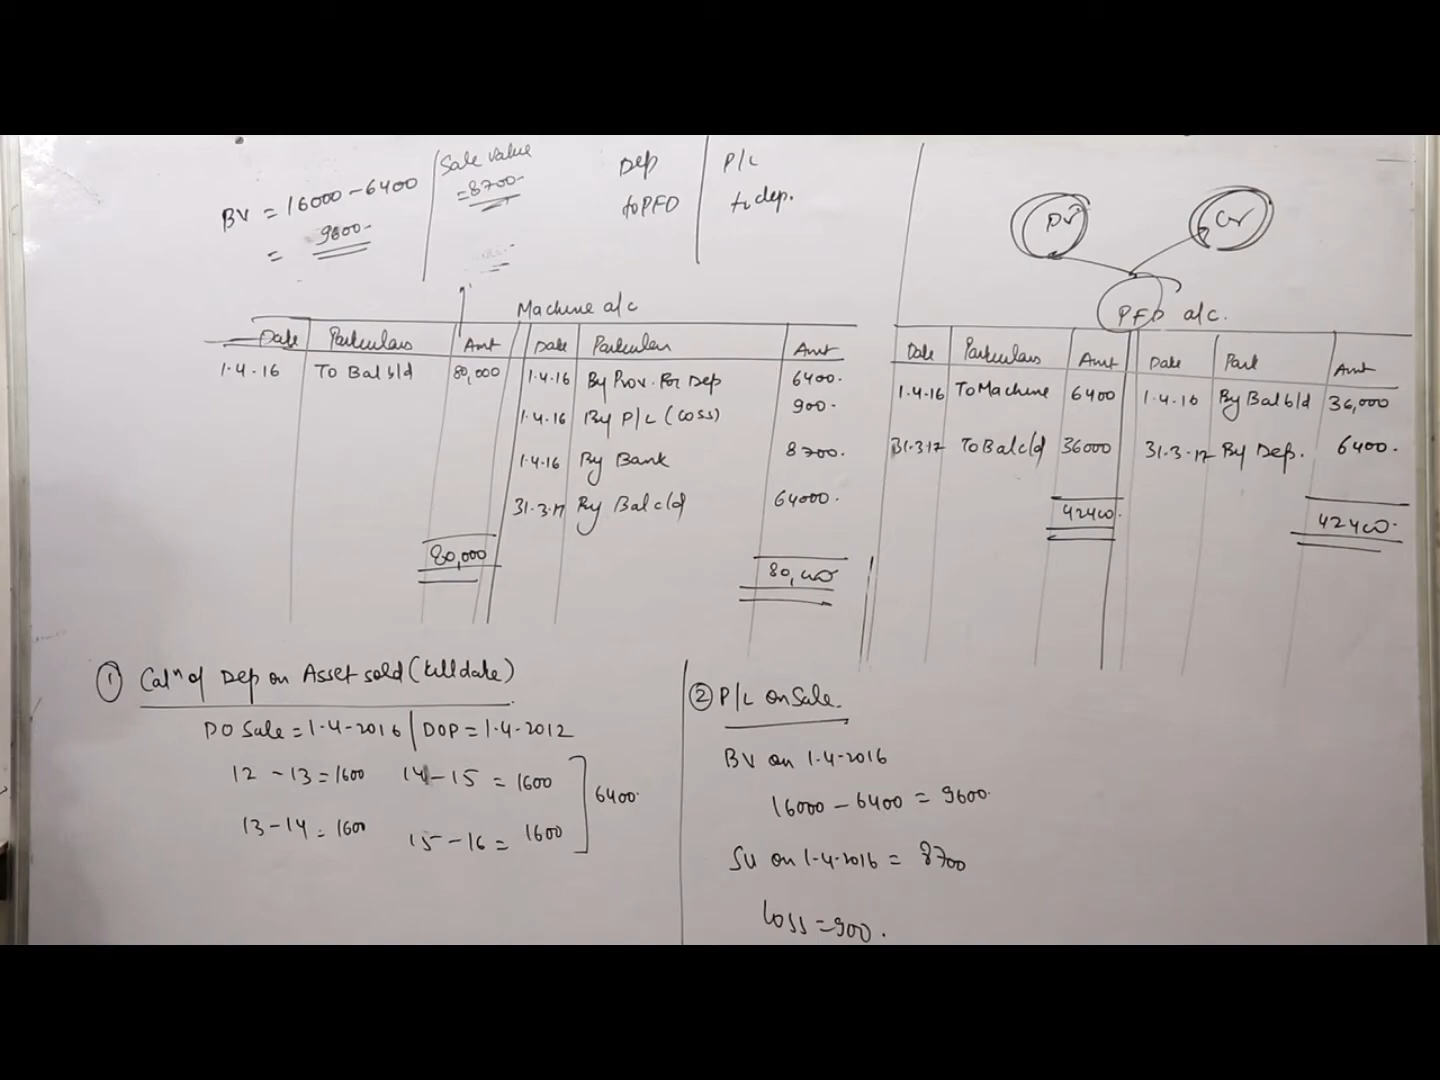 BV = 16000 - 6400
= 9600-
Sale value
= 8700-
Dep | P/L
to PFD | to dep.
Dr Cr
Machine a/c
Date Particulars Amt Date Particulars Amt
1.4.16 To Bal b/d 80,000 1.4.16 By Prov. For Dep 6400.
1.4.16 By P/L (Loss) 900.
1.4.16 By Bank 8700.
31.3.17 By Bal c/d 64000.
80,000 80,000
PFD a/c.
Date Particulars Amt Date Part Amt
1.4.16 To Machine 6400 1.4.16 By Bal b/d 36,000
31.3.17 To Bal c/d 36000 31.3.17 By Dep. 6400.
42400. 42400.
① Calⁿ of Dep on Asset sold (till date)
DO Sale = 1.4-2016 | DOP = 1.4.2012
12 - 13 = 1600 14 - 15 = 1600
13 - 14 = 1600 15 - 16 = 1600
6400.
② P/L on Sale.
BV on 1.4.2016
16000 - 6400 = 9600.
SV on 1.4.2016 = 8700
Loss = 900.